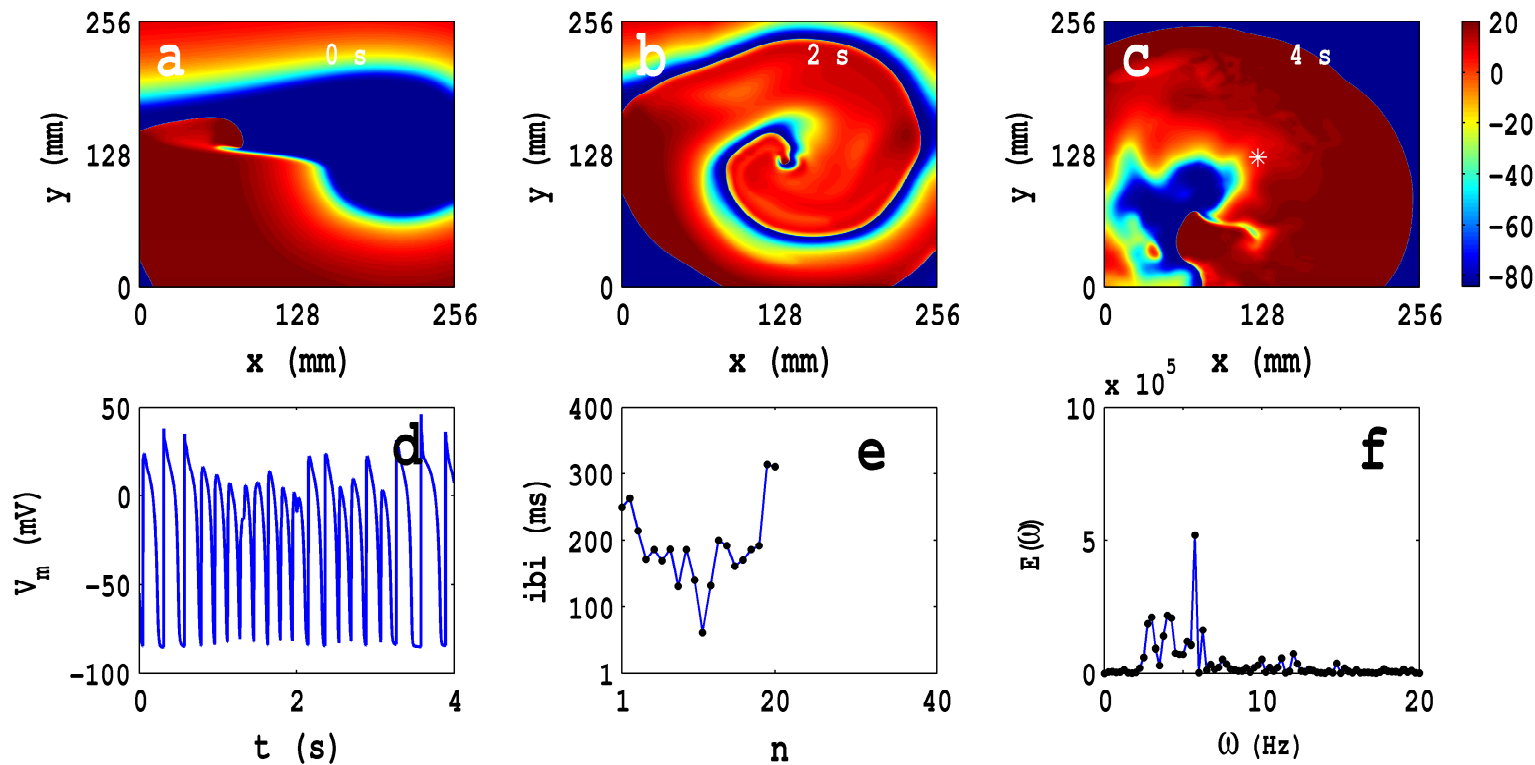 256
128
0
y (mm)
a
0 s
0 128 256
x (mm)
256
128
0
y (mm)
b
2 s
0 128 256
x (mm)
256
128
0
y (mm)
c
4 s
0 128 256
x (mm)
20
0
−20
−40
−60
−80
50
0
−50
−100
V_m (mV)
d
0 2 4
t (s)
400
300
200
100
1
ibi (ms)
e
1 20 40
n
x 10^5
10
5
0
E(ω)
f
0 10 20
ω (Hz)